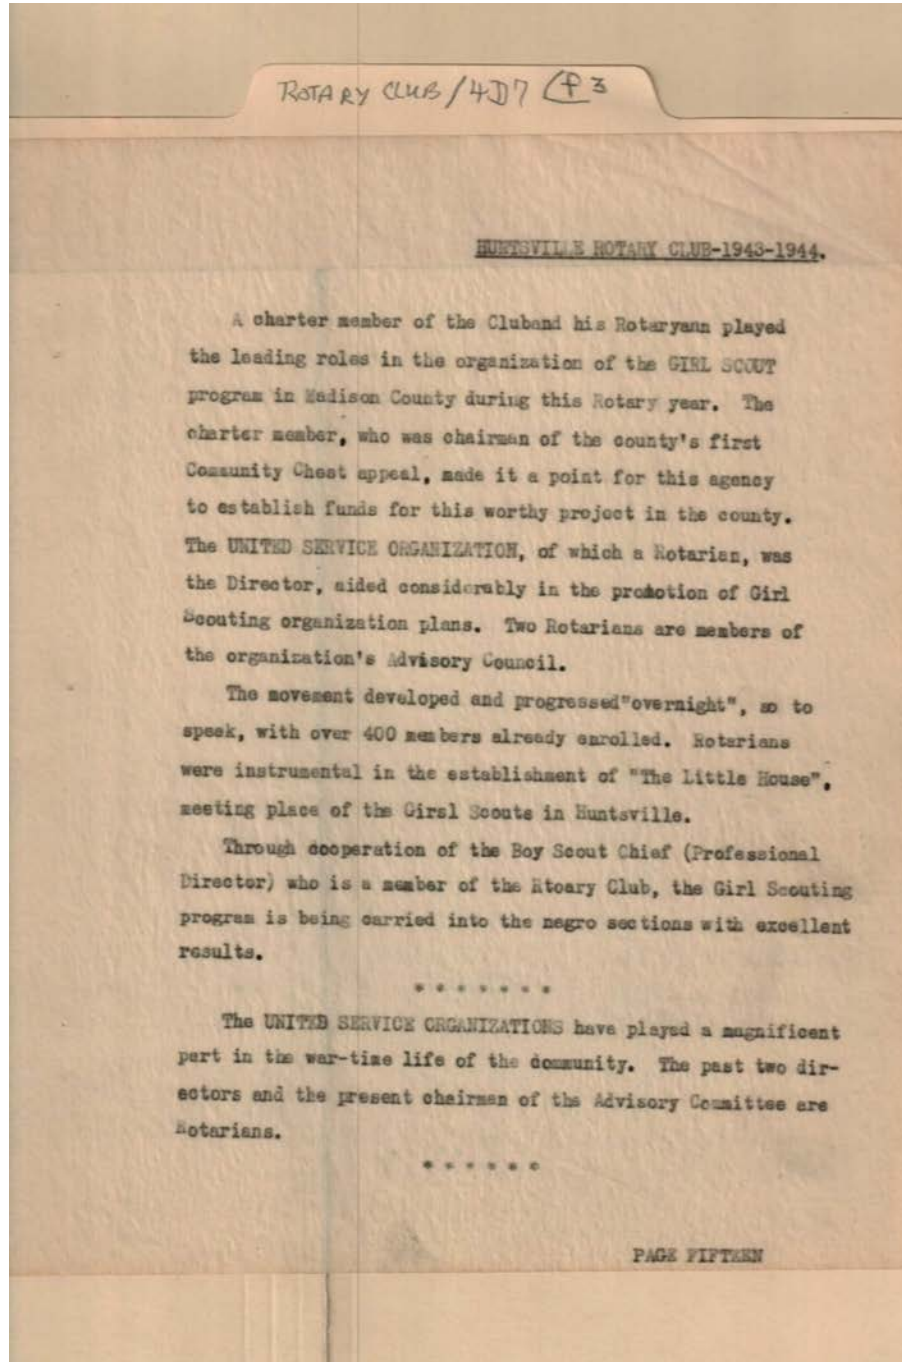 ROTARY CLUB/4D7 (f 3
HUNTSVILLE ROTARY CLUB-1943-1944.
A charter member of the Cluband his Rotaryann played
the leading roles in the organization of the GIRL SCOUT
program in Madison County during this Rotary year. The
charter member, who was chairman of the county's first
Community Chest appeal, made it a point for this agency
to establish funds for this worthy project in the county.
The UNITED SERVICE ORGANIZATION, of which a Rotarian, was
the Director, aided considerably in the promotion of Girl
Scouting organization plans. Two Rotarians are members of
the organization's Advisory Council.
The movement developed and progressed"overnight", so to
speak, with over 400 members already enrolled. Rotarians
were instrumental in the establishment of "The Little House",
meeting place of the Girsl Scouts in Huntsville.
Through cooperation of the Boy Scout Chief (Professional
Director) who is a member of the Rtoary Club, the Girl Scouting
program is being carried into the negro sections with excellent
results.
* * * * * * *
The UNITED SERVICE ORGANIZATIONS have played a magnificent
part in the war-time life of the community. The past two dir-
ectors and the present chairman of the Advisory Committee are
Rotarians.
* * * * * *
PAGE FIFTEEN